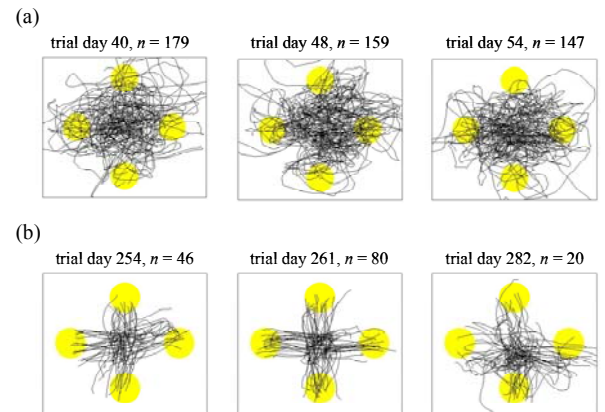 (a)
trial day 40, n = 179 trial day 48, n = 159 trial day 54, n = 147
(b)
trial day 254, n = 46 trial day 261, n = 80 trial day 282, n = 20